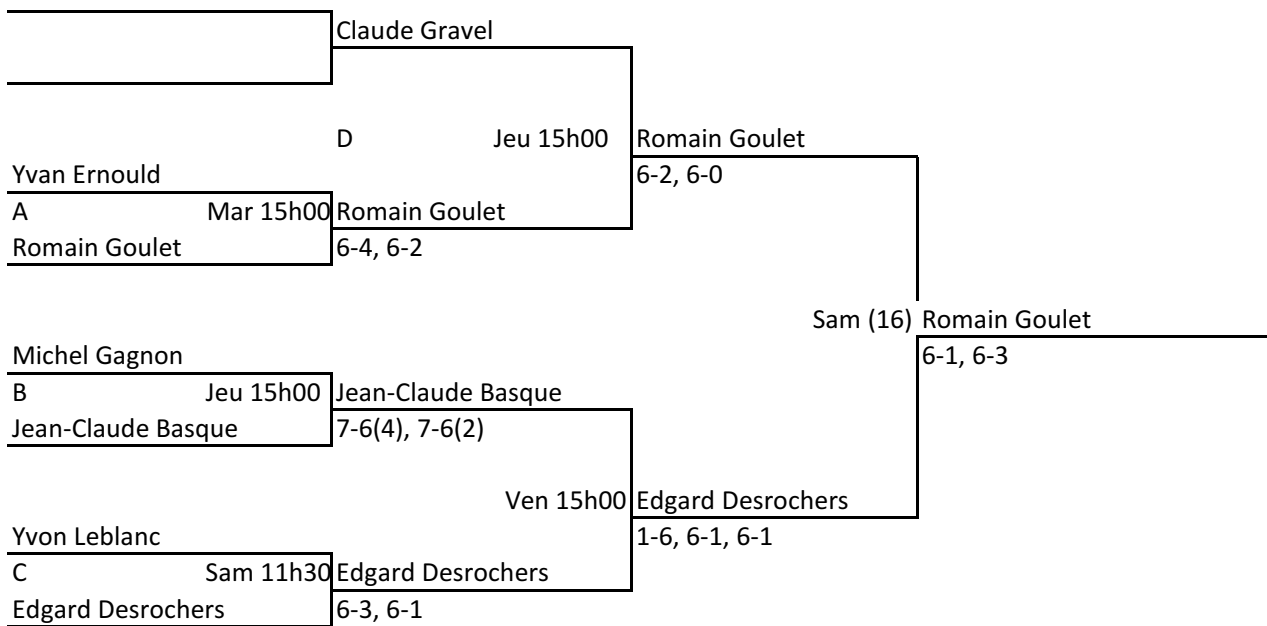 Claude Gravel
D Jeu 15h00 Romain Goulet
Yvan Ernould 6-2, 6-0
A Mar 15h00 Romain Goulet
Romain Goulet 6-4, 6-2
Sam (16) Romain Goulet
Michel Gagnon 6-1, 6-3
B Jeu 15h00 Jean-Claude Basque
Jean-Claude Basque 7-6(4), 7-6(2)
Ven 15h00 Edgard Desrochers
Yvon Leblanc 1-6, 6-1, 6-1
C Sam 11h30 Edgard Desrochers
Edgard Desrochers 6-3, 6-1